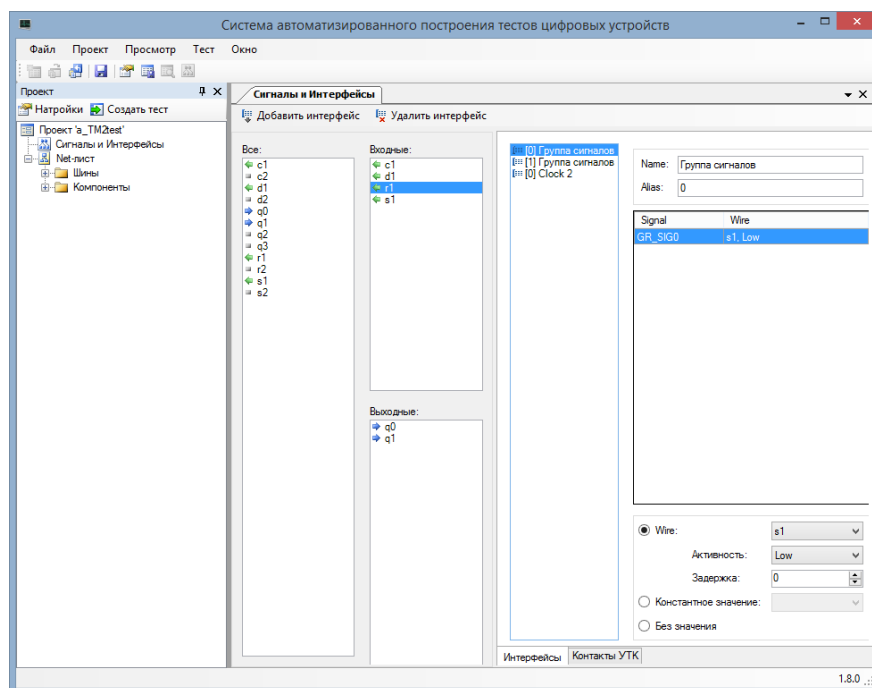 Система автоматизированного построения тестов цифровых устройств
Файл Проект Просмотр Тест Окно
Проект
Натройки Создать тест
Проект 'a_TM2test'
Сигналы и Интерфейсы
Net-лист
Шины
Компоненты
Сигналы и Интерфейсы
Добавить интерфейс Удалить интерфейс
Все:
c1
c2
d1
d2
q0
q1
q2
q3
r1
r2
s1
s2
Входные:
c1
d1
r1
s1
Выходные:
q0
q1
[0] Группа сигналов
[1] Группа сигналов
[0] Clock 2
Name: Группа сигналов
Alias: 0
Signal Wire
GR_SIG0 s1, Low
Wire: s1
Активность: Low
Задержка: 0
Константное значение:
Без значения
Интерфейсы Контакты УТК
1.8.0